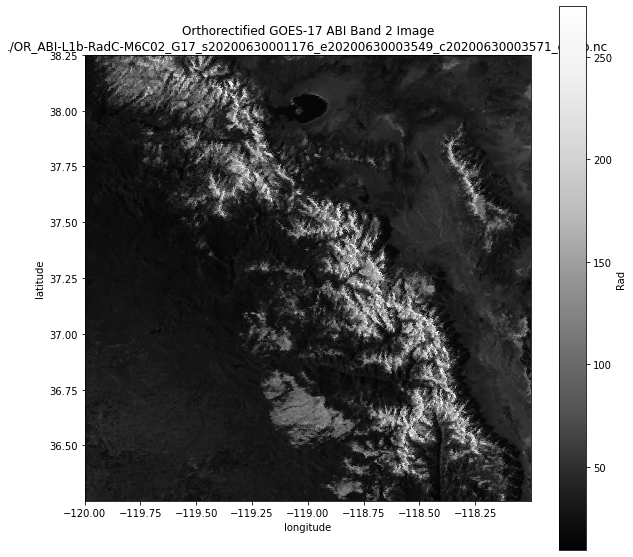 Orthorectified GOES-17 ABI Band 2 Image
./OR_ABI-L1b-RadC-M6C02_G17_s20200630001176_e20200630003549_c20200630003571_
.nc
38.25
38.00
37.75
37.50
37.25
37.00
36.75
36.50
latitude
−120.00 −119.75 −119.50 −119.25 −119.00 −118.75 −118.50 −118.25
longitude
250
200
150
100
50
Rad